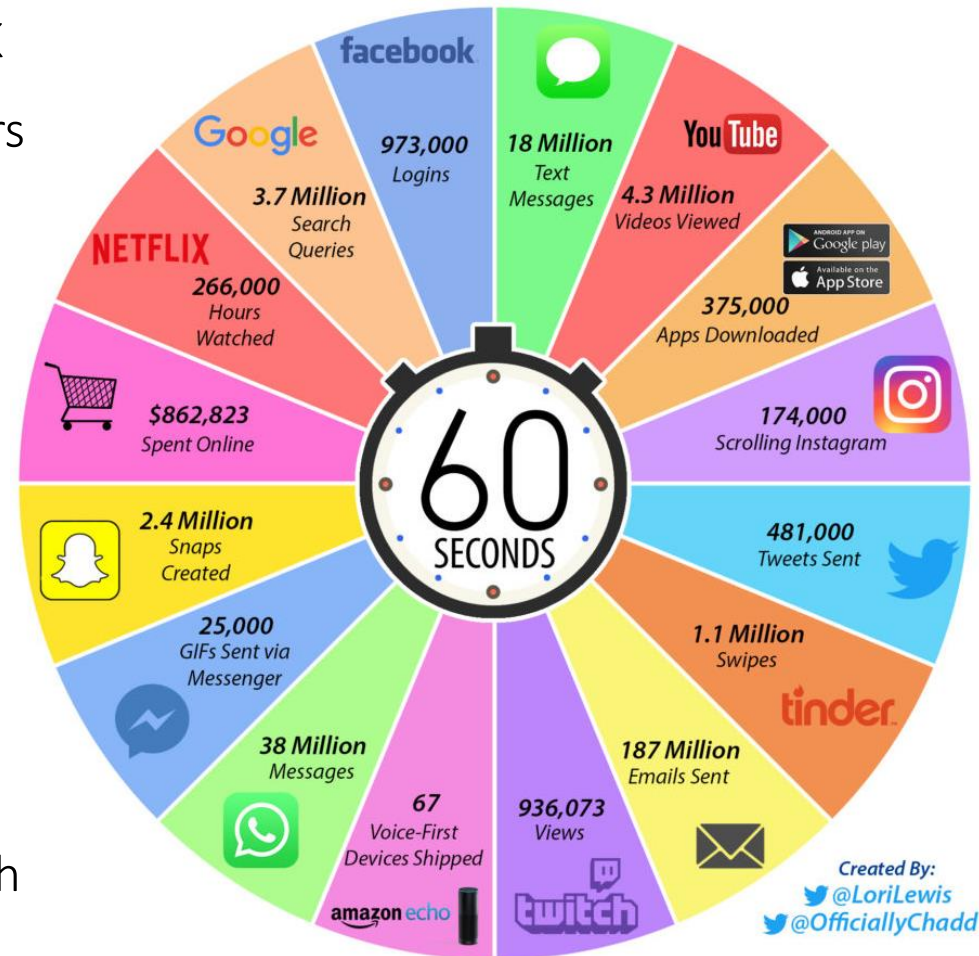 facebook
973,000
Logins
18 Million
Text
Messages
You Tube
4.3 Million
Videos Viewed
ANDROID APP ON
Google play
Available on the
App Store
375,000
Apps Downloaded
174,000
Scrolling Instagram
481,000
Tweets Sent
1.1 Million
Swipes
tinder
187 Million
Emails Sent
936,073
Views
twitch
67
Voice-First
Devices Shipped
amazon echo
38 Million
Messages
25,000
GIFs Sent via
Messenger
2.4 Million
Snaps
Created
$862,823
Spent Online
NETFLIX
266,000
Hours
Watched
Google
3.7 Million
Search
Queries
60
SECONDS
Created By:
@LoriLewis
@OfficiallyChadd